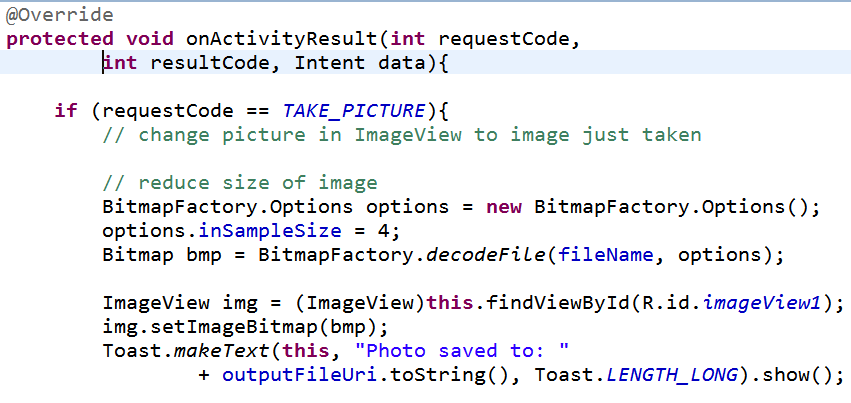 @Override
protected void onActivityResult(int requestCode,
        int resultCode, Intent data){

    if (requestCode == TAKE_PICTURE){
        // change picture in ImageView to image just taken

        // reduce size of image
        BitmapFactory.Options options = new BitmapFactory.Options();
        options.inSampleSize = 4;
        Bitmap bmp = BitmapFactory.decodeFile(fileName, options);

        ImageView img = (ImageView)this.findViewById(R.id.imageView1);
        img.setImageBitmap(bmp);
        Toast.makeText(this, "Photo saved to: "
                + outputFileUri.toString(), Toast.LENGTH_LONG).show();